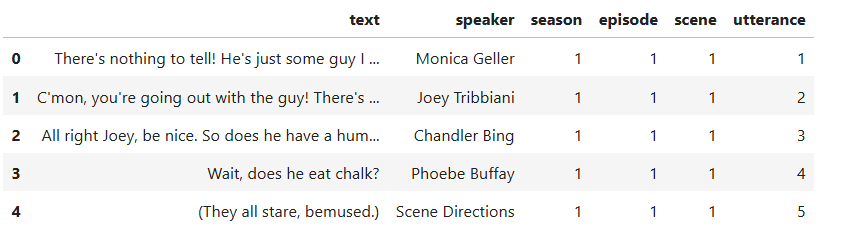 text speaker season episode scene utterance
0 There's nothing to tell! He's just some guy I ... Monica Geller 1 1 1 1
1 C'mon, you're going out with the guy! There's ... Joey Tribbiani 1 1 1 2
2 All right Joey, be nice. So does he have a hum... Chandler Bing 1 1 1 3
3 Wait, does he eat chalk? Phoebe Buffay 1 1 1 4
4 (They all stare, bemused.) Scene Directions 1 1 1 5